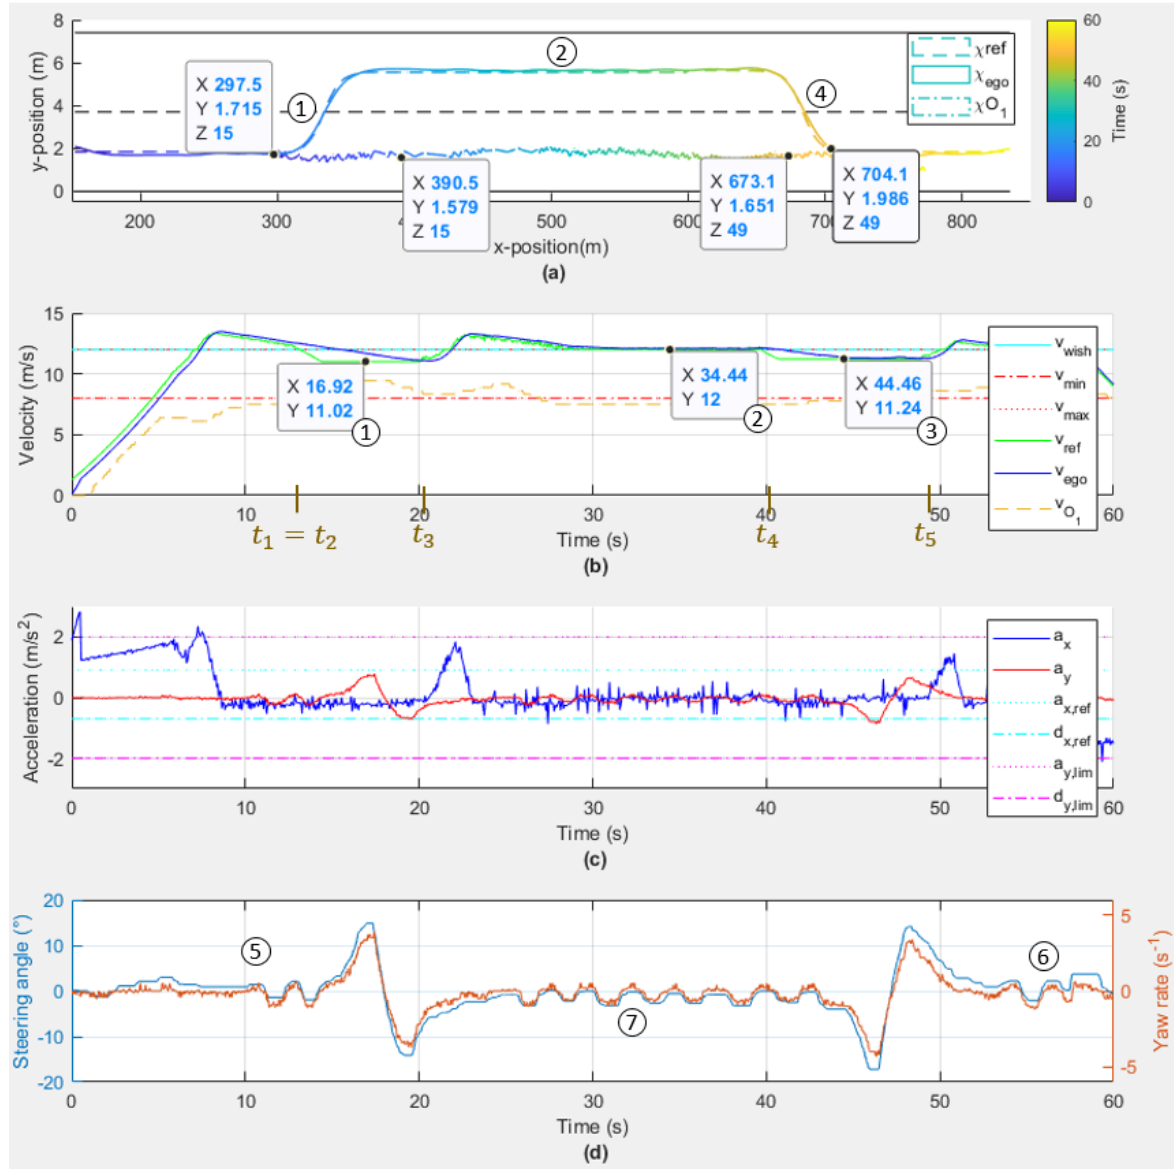 8
6
4
2
0
y-position (m)
X 297.5
Y 1.715
Z 15
1
2
4
χref
χego
χO1
60
40
20
0
Time (s)
X 390.5
Y 1.579
Z 15
X 673.1
Y 1.651
Z 49
X 704.1
Y 1.986
Z 49
200 300 500 600 700 800
x-position(m)
(a)
15
10
5
0
Velocity (m/s)
X 16.92
Y 11.02
1
X 34.44
Y 12
2
X 44.46
Y 11.24
3
vwish
vmin
vmax
vref
vego
vO1
0 20 30 40 50 60
t1 = t2 t3 t4 t5
Time (s)
(b)
2
0
-2
Acceleration (m/s2)
ax
ay
ax,ref
dx,ref
ay,lim
dy,lim
0 10 20 30 40 50 60
Time (s)
(c)
20
10
0
-10
-20
Steering angle (°)
5
7
6
5
0
-5
Yaw rate (s-1)
0 10 20 30 40 50 60
Time (s)
(d)